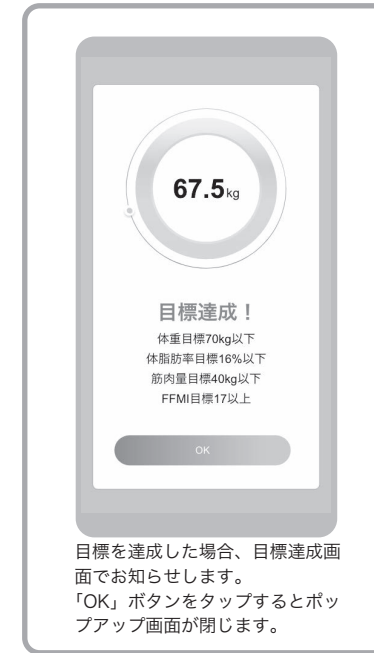 67.5kg
目標達成！
体重目標70kg以下
体脂肪率目標16%以下
筋肉量目標40kg以下
FFMI目標17以上
OK
目標を達成した場合、目標達成画
面でお知らせします。
「OK」ボタンをタップするとポッ
プアップ画面が閉じます。